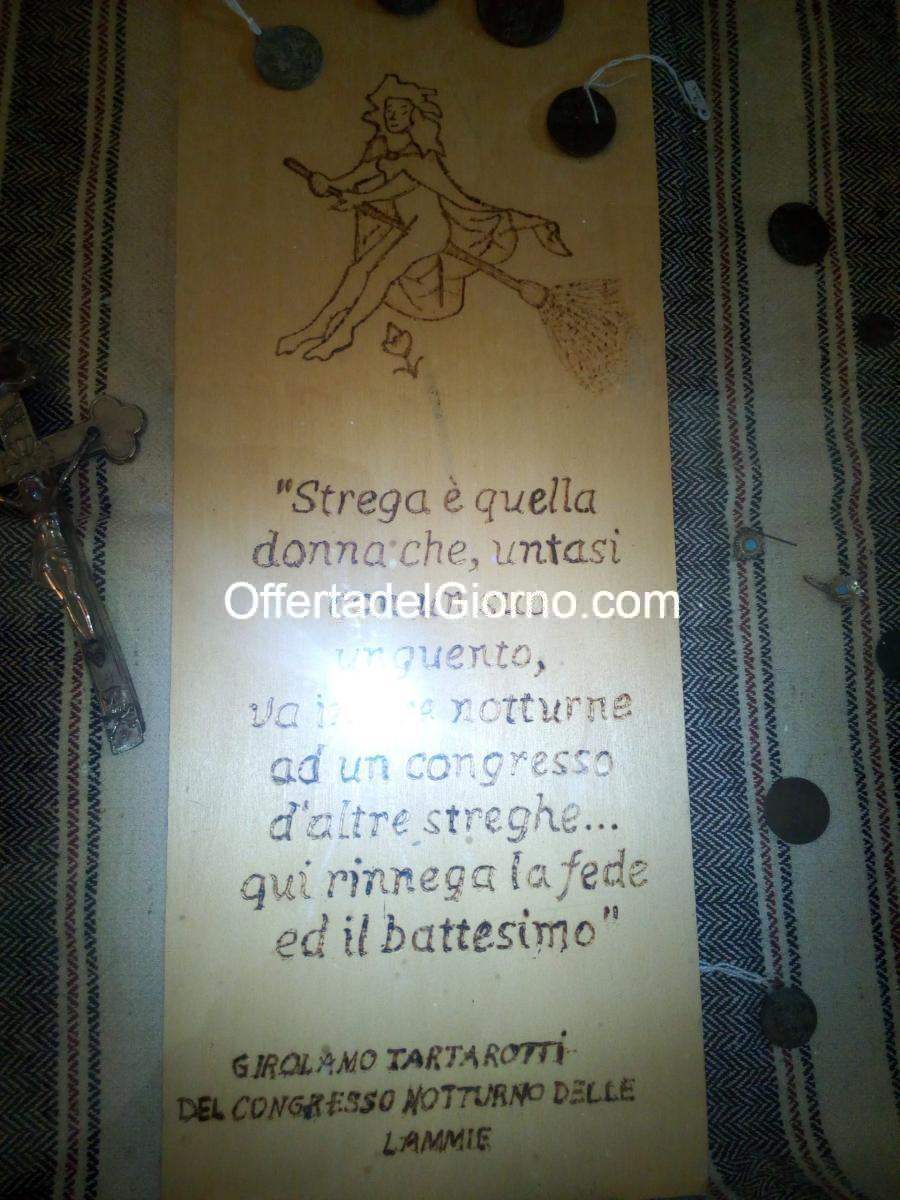 "Strega è quella
donna che, untasi
OffertadelGiorno.com
unguento,
va notturne
ad un congresso
d'altre streghe...
qui rinnega la fede
ed il battesimo"
GIROLAMO TARTAROTTI
DEL CONGRESSO NOTTURNO DELLE
LAMMIE